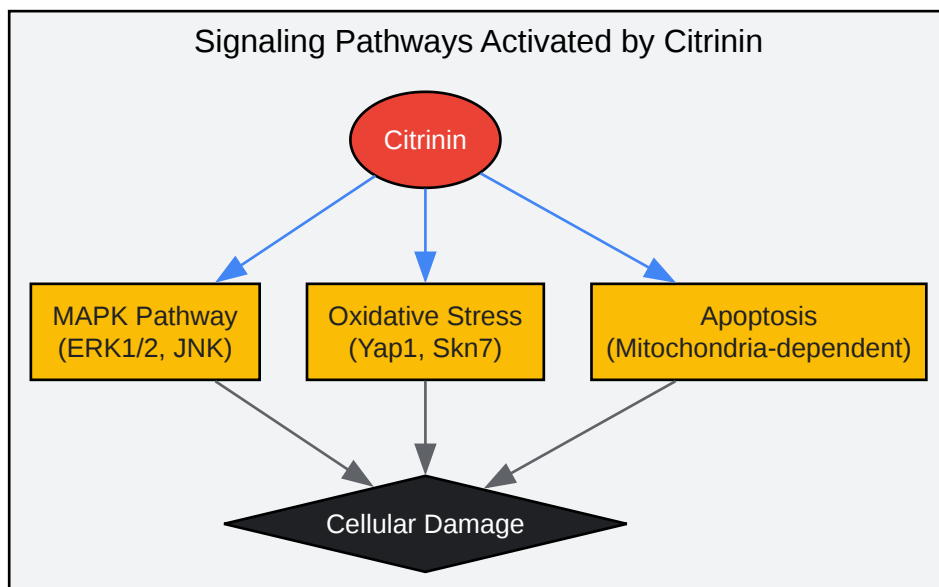 Signaling Pathways Activated by Citrinin
Citrinin
MAPK Pathway
(ERK1/2, JNK)
Oxidative Stress
(Yap1, Skn7)
Apoptosis
(Mitochondria-dependent)
Cellular Damage